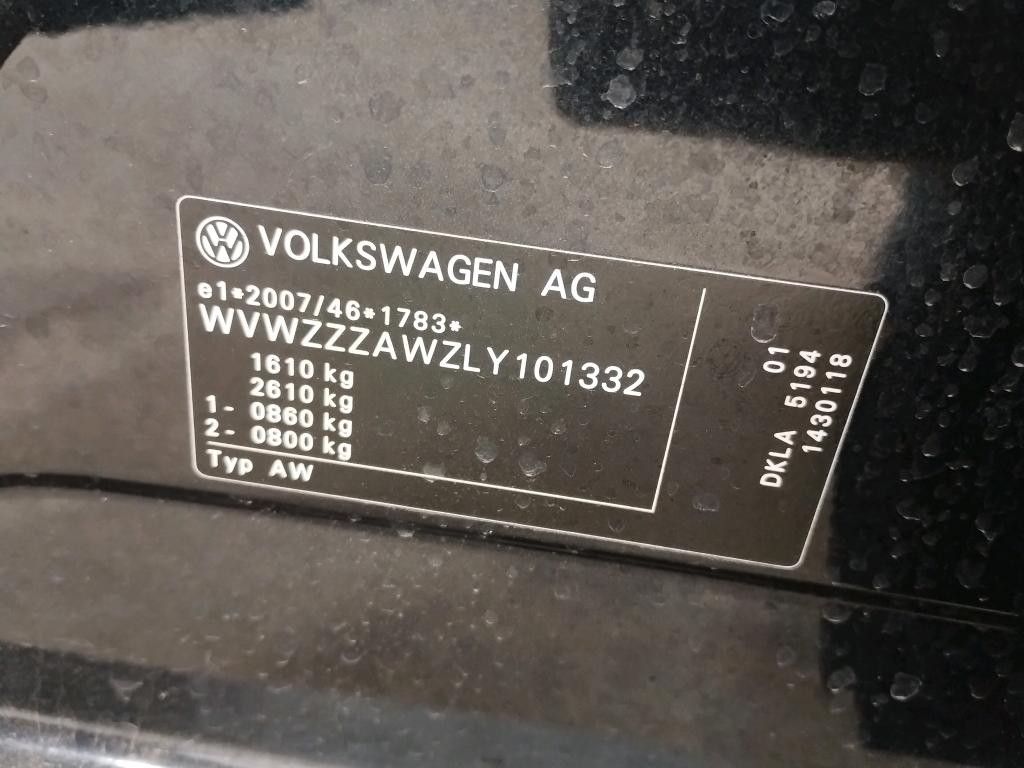 VOLKSWAGEN AG
e1*2007/46*1783*
WVWZZZAWZLY101332
1610 kg
2610 kg
1- 0860 kg
2- 0800 kg
Typ AW
01
DKLA 5194
1430118